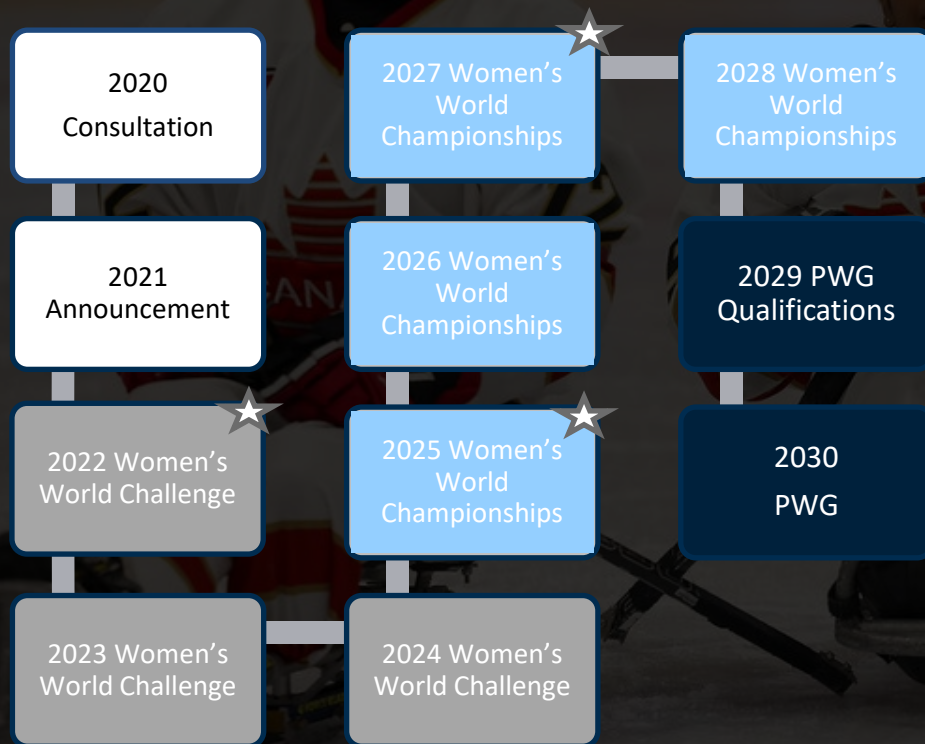 2020
Consultation
2021
Announcement
2022 Women’s
World Challenge
2023 Women’s
World Challenge
2024 Women’s
World Challenge
2025 Women’s
World
Championships
2026 Women’s
World
Championships
2027 Women’s
World
Championships
2028 Women’s
World
Championships
2029 PWG
Qualifications
2030
PWG
CAN